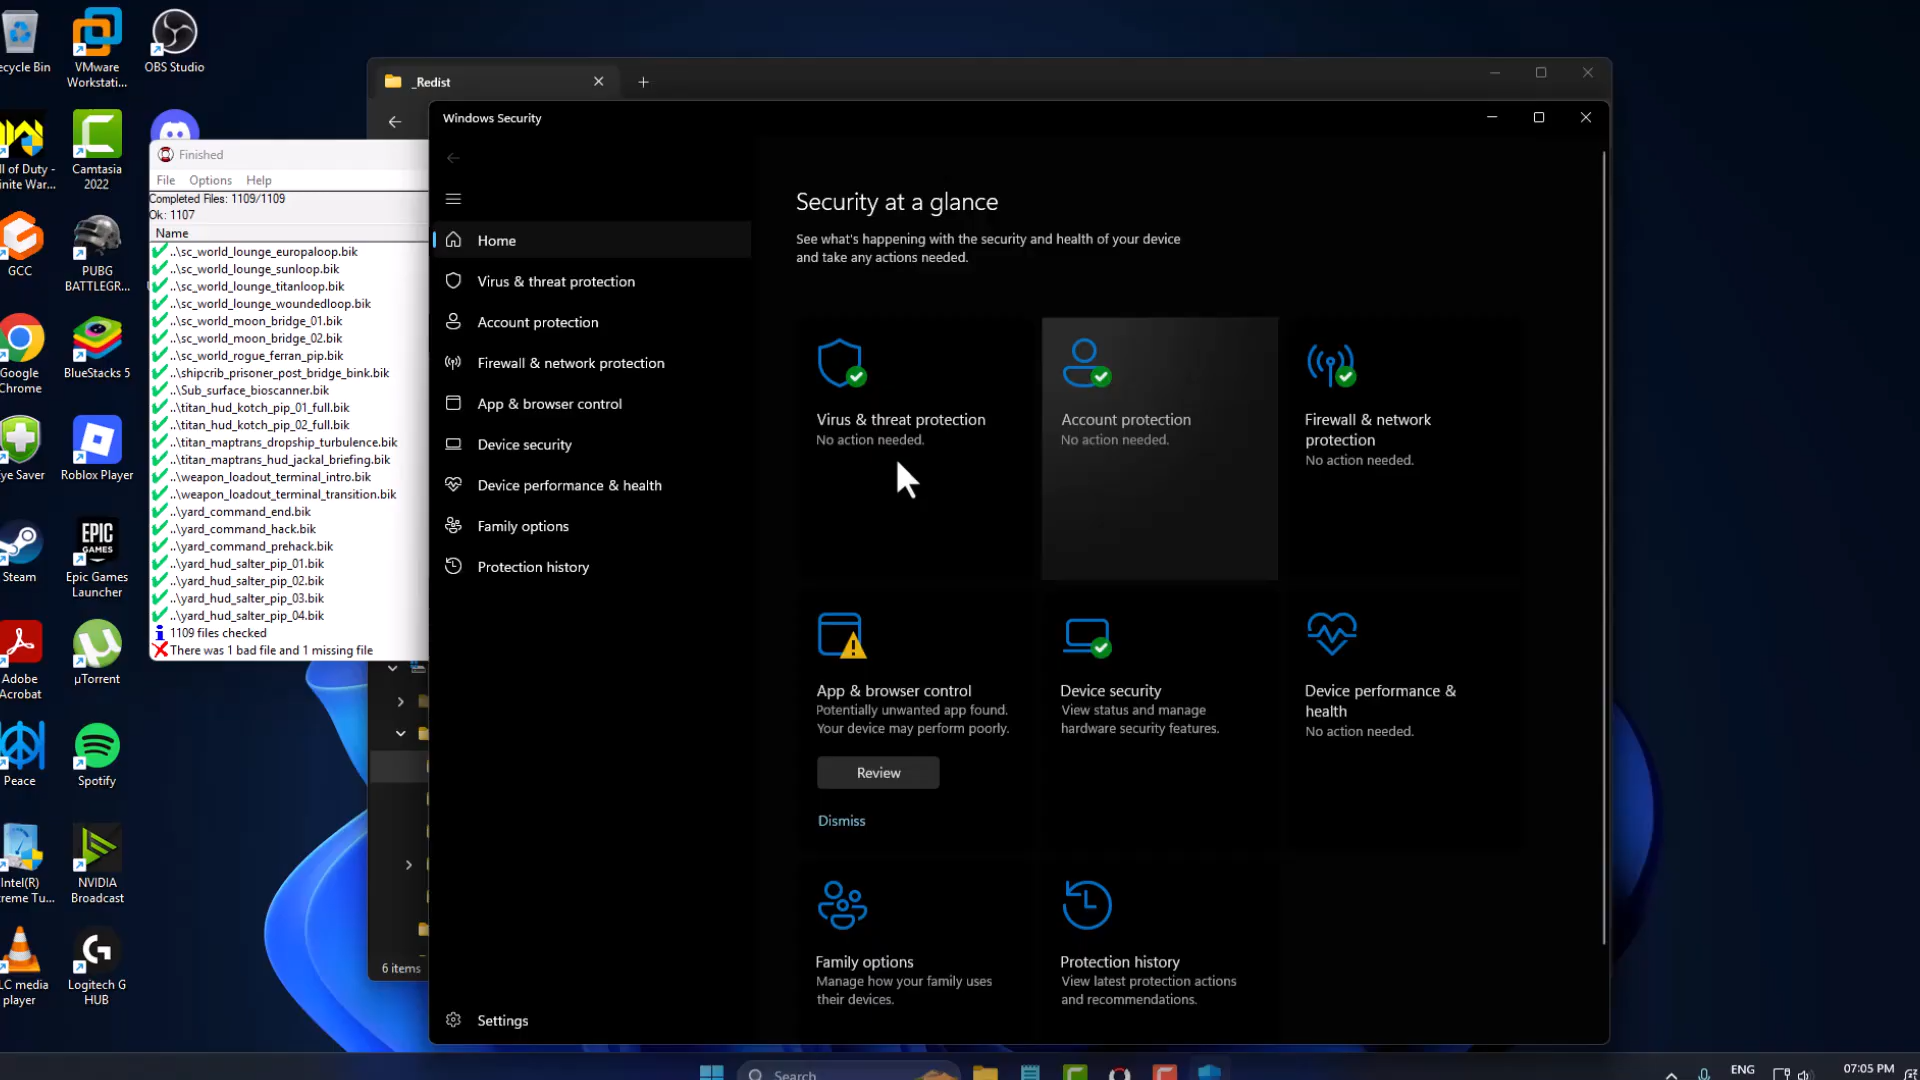 ecycle Bin
VMware
Workstati...
OBS Studio
ll of Duty -
inite War...
Camtasia
2022
GCC
PUBG
BATTLEGR...
Google
Chrome
BlueStacks 5
ye Saver
Roblox Player
Steam
Epic Games
Launcher
EPIC
GAMES
Adobe
Acrobat
µTorrent
Peace
Spotify
Intel(R)
treme Tu...
NVIDIA
Broadcast
LC media
player
Logitech G
HUB
_Redist
Finished
File Options Help
Completed Files: 1109/1109
Ok: 1107
Name
..\sc_world_lounge_europaloop.bik
..\sc_world_lounge_sunloop.bik
..\sc_world_lounge_titanloop.bik
..\sc_world_lounge_woundedloop.bik
..\sc_world_moon_bridge_01.bik
..\sc_world_moon_bridge_02.bik
..\sc_world_rogue_ferran_pip.bik
..\shipcrib_prisoner_post_bridge_bink.bik
..\Sub_surface_bioscanner.bik
..\titan_hud_kotch_pip_01_full.bik
..\titan_hud_kotch_pip_02_full.bik
..\titan_maptrans_dropship_turbulence.bik
..\titan_maptrans_hud_jackal_briefing.bik
..\weapon_loadout_terminal_intro.bik
..\weapon_loadout_terminal_transition.bik
..\yard_command_end.bik
..\yard_command_hack.bik
..\yard_command_prehack.bik
..\yard_hud_salter_pip_01.bik
..\yard_hud_salter_pip_02.bik
..\yard_hud_salter_pip_03.bik
..\yard_hud_salter_pip_04.bik
1109 files checked
There was 1 bad file and 1 missing file
6 items
Windows Security
Home
Virus & threat protection
Account protection
Firewall & network protection
App & browser control
Device security
Device performance & health
Family options
Protection history
Settings
Security at a glance
See what's happening with the security and health of your device
and take any actions needed.
Virus & threat protection
No action needed.
Account protection
No action needed.
Firewall & network
protection
No action needed.
App & browser control
Potentially unwanted app found.
Your device may perform poorly.
Review
Dismiss
Device security
View status and manage
hardware security features.
Device performance &
health
No action needed.
Family options
Manage how your family uses
their devices.
Protection history
View latest protection actions
and recommendations.
Search
ENG
07:05 PM